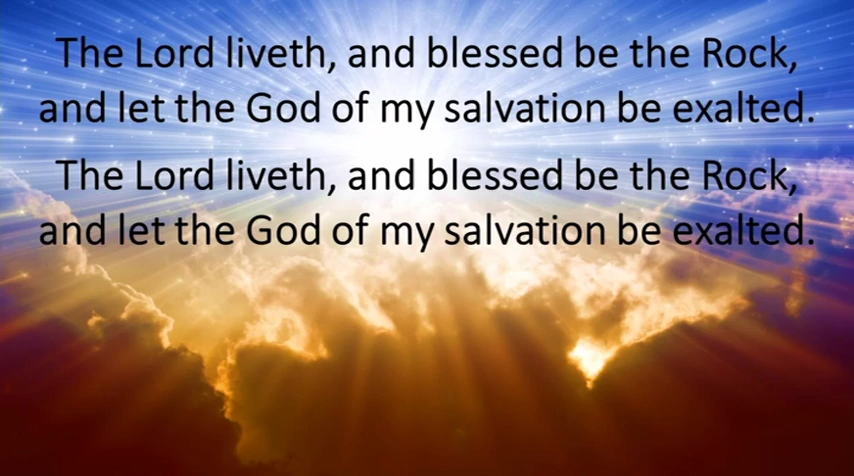 The Lord liveth, and blessed be the Rock,
and let the God of my salvation be exalted.
The Lord liveth, and blessed be the Rock,
and let the God of my salvation be exalted.